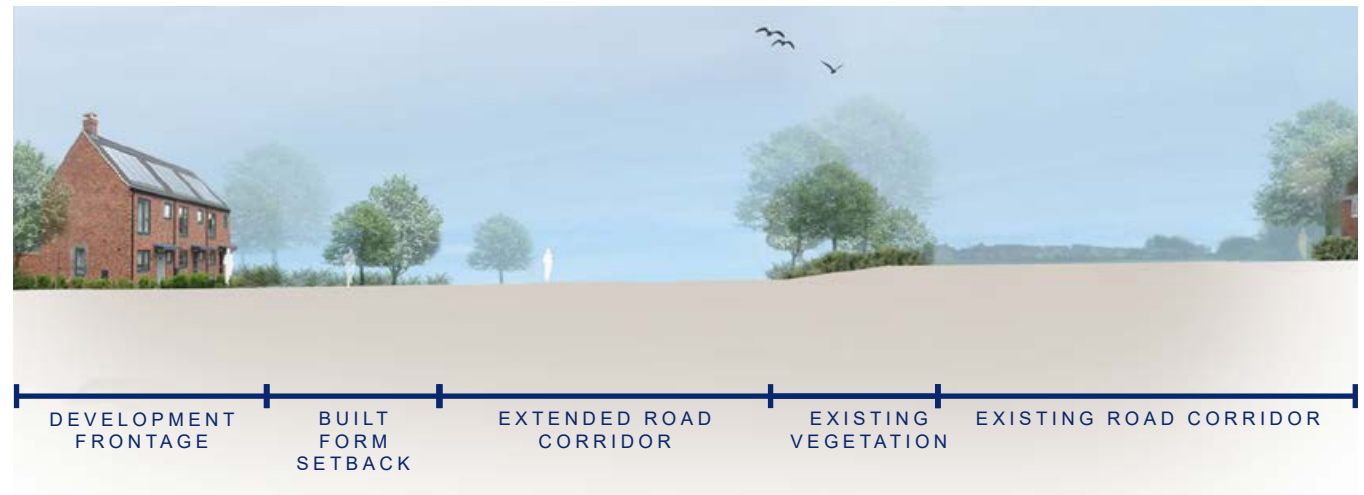 DEVELOPMENT
FRONTAGE
BUILT
FORM
SETBACK
EXTENDED ROAD
CORRIDOR
EXISTING
VEGETATION
EXISTING ROAD CORRIDOR